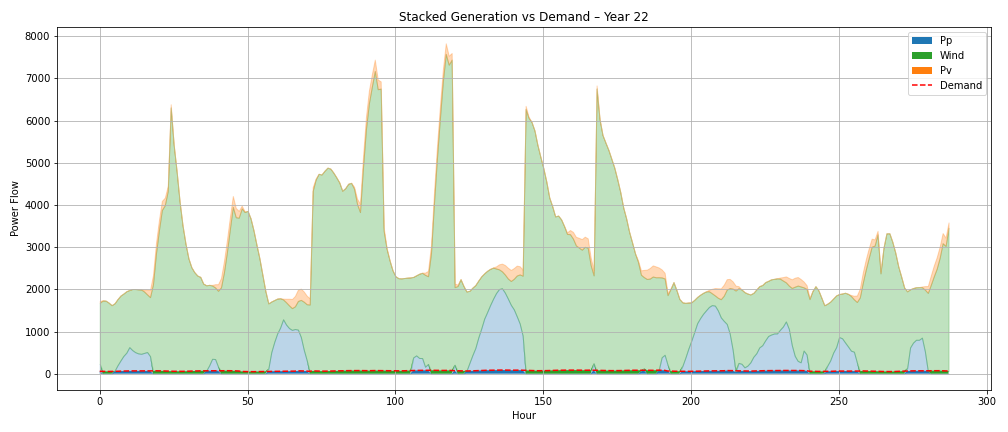 Stacked Generation vs Demand – Year 22
Power Flow
8000
7000
6000
5000
4000
3000
2000
1000
0
Pp
Wind
Pv
Demand
0
50
100
150
200
250
300
Hour